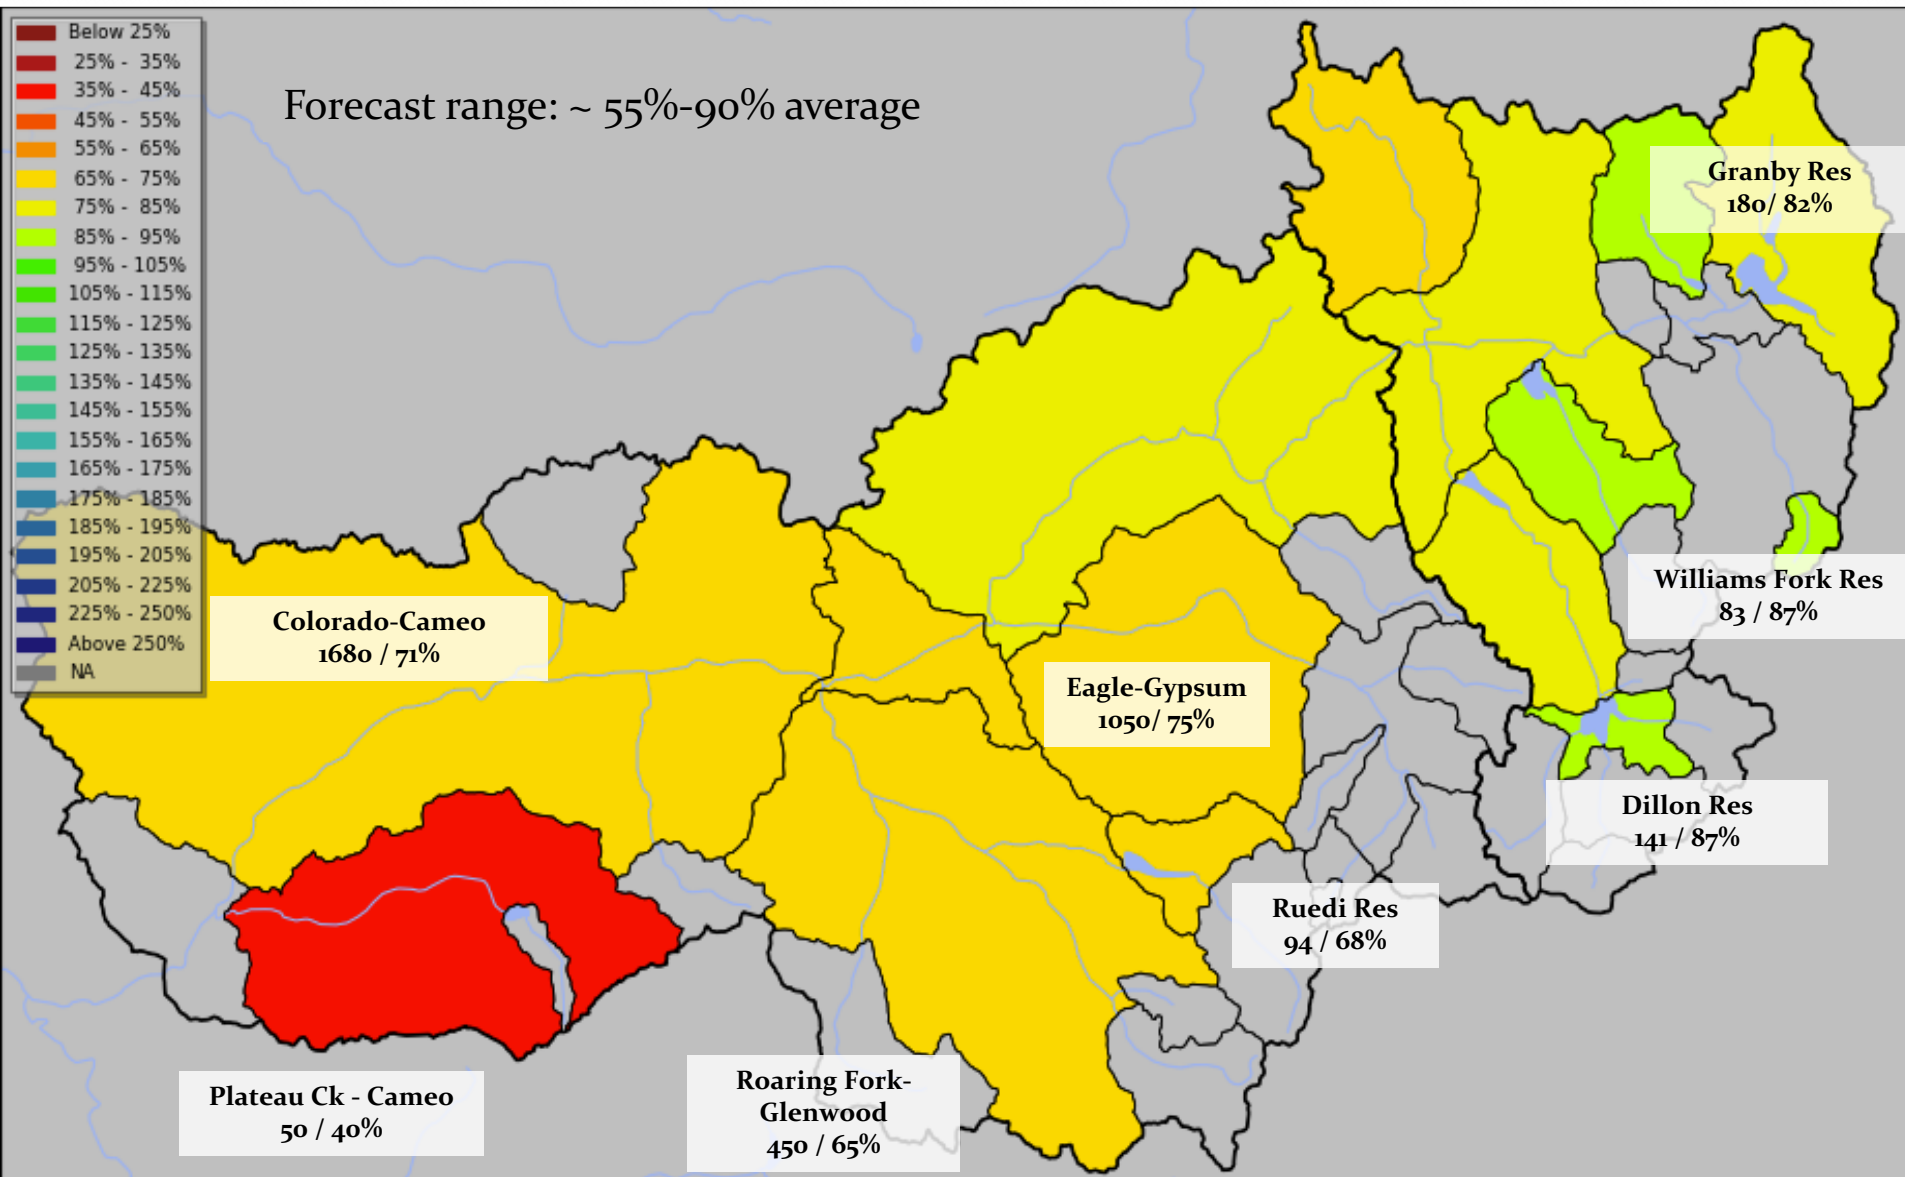 Below 25%
25% - 35%
35% - 45%
45% - 55%
55% - 65%
65% - 75%
75% - 85%
85% - 95%
95% - 105%
105% - 115%
115% - 125%
125% - 135%
135% - 145%
145% - 155%
155% - 165%
165% - 175%
175% - 185%
185% - 195%
195% - 205%
205% - 225%
225% - 250%
Above 250%
NA
Forecast range: ~ 55%-90% average
Granby Res
180/ 82%
Williams Fork Res
83 / 87%
Colorado-Cameo
1680 / 71%
Eagle-Gypsum
1050/ 75%
Dillon Res
141 / 87%
Ruedi Res
94 / 68%
Plateau Ck - Cameo
50 / 40%
Roaring Fork-
Glenwood
450 / 65%